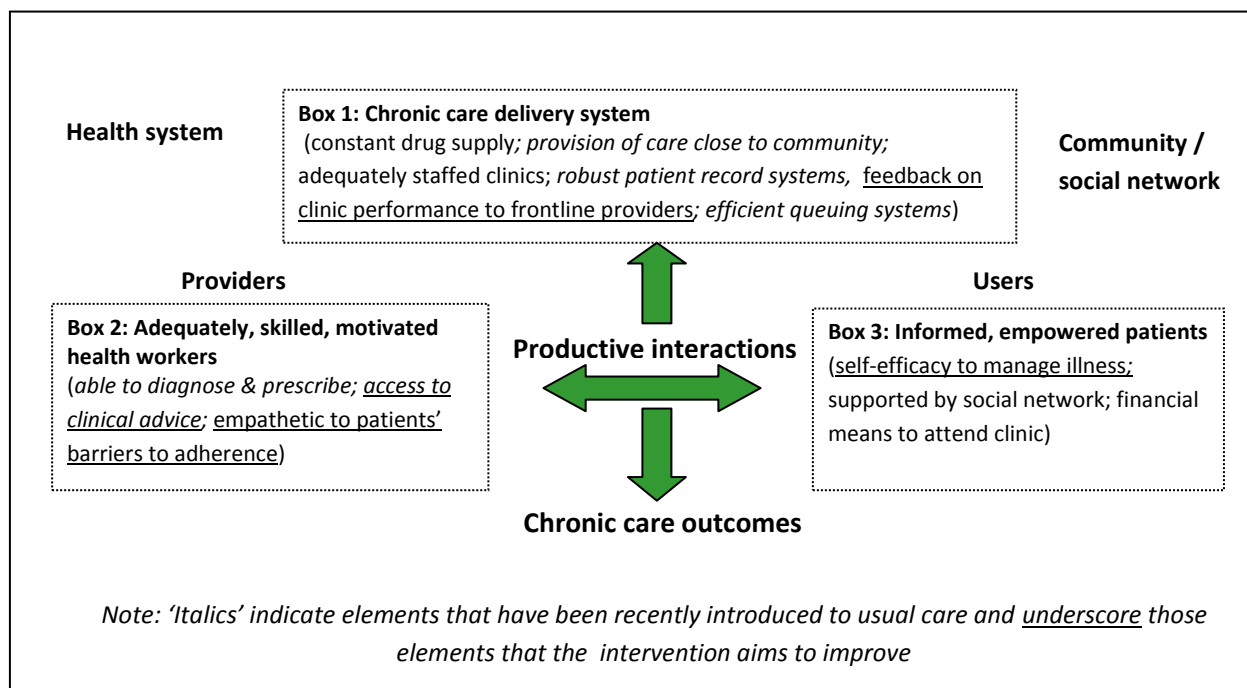 Health system
Box 1: Chronic care delivery system
(constant drug supply; provision of care close to community;
adequately staffed clinics; robust patient record systems, feedback on
clinic performance to frontline providers; efficient queuing systems)
Community /
social network
Providers
Users
Box 2: Adequately, skilled, motivated
health workers
(able to diagnose & prescribe; access to
clinical advice; empathetic to patients’
barriers to adherence)
Productive interactions
Box 3: Informed, empowered patients
(self-efficacy to manage illness;
supported by social network; financial
means to attend clinic)
Chronic care outcomes
Note: ‘Italics’ indicate elements that have been recently introduced to usual care and underscore those
elements that the intervention aims to improve